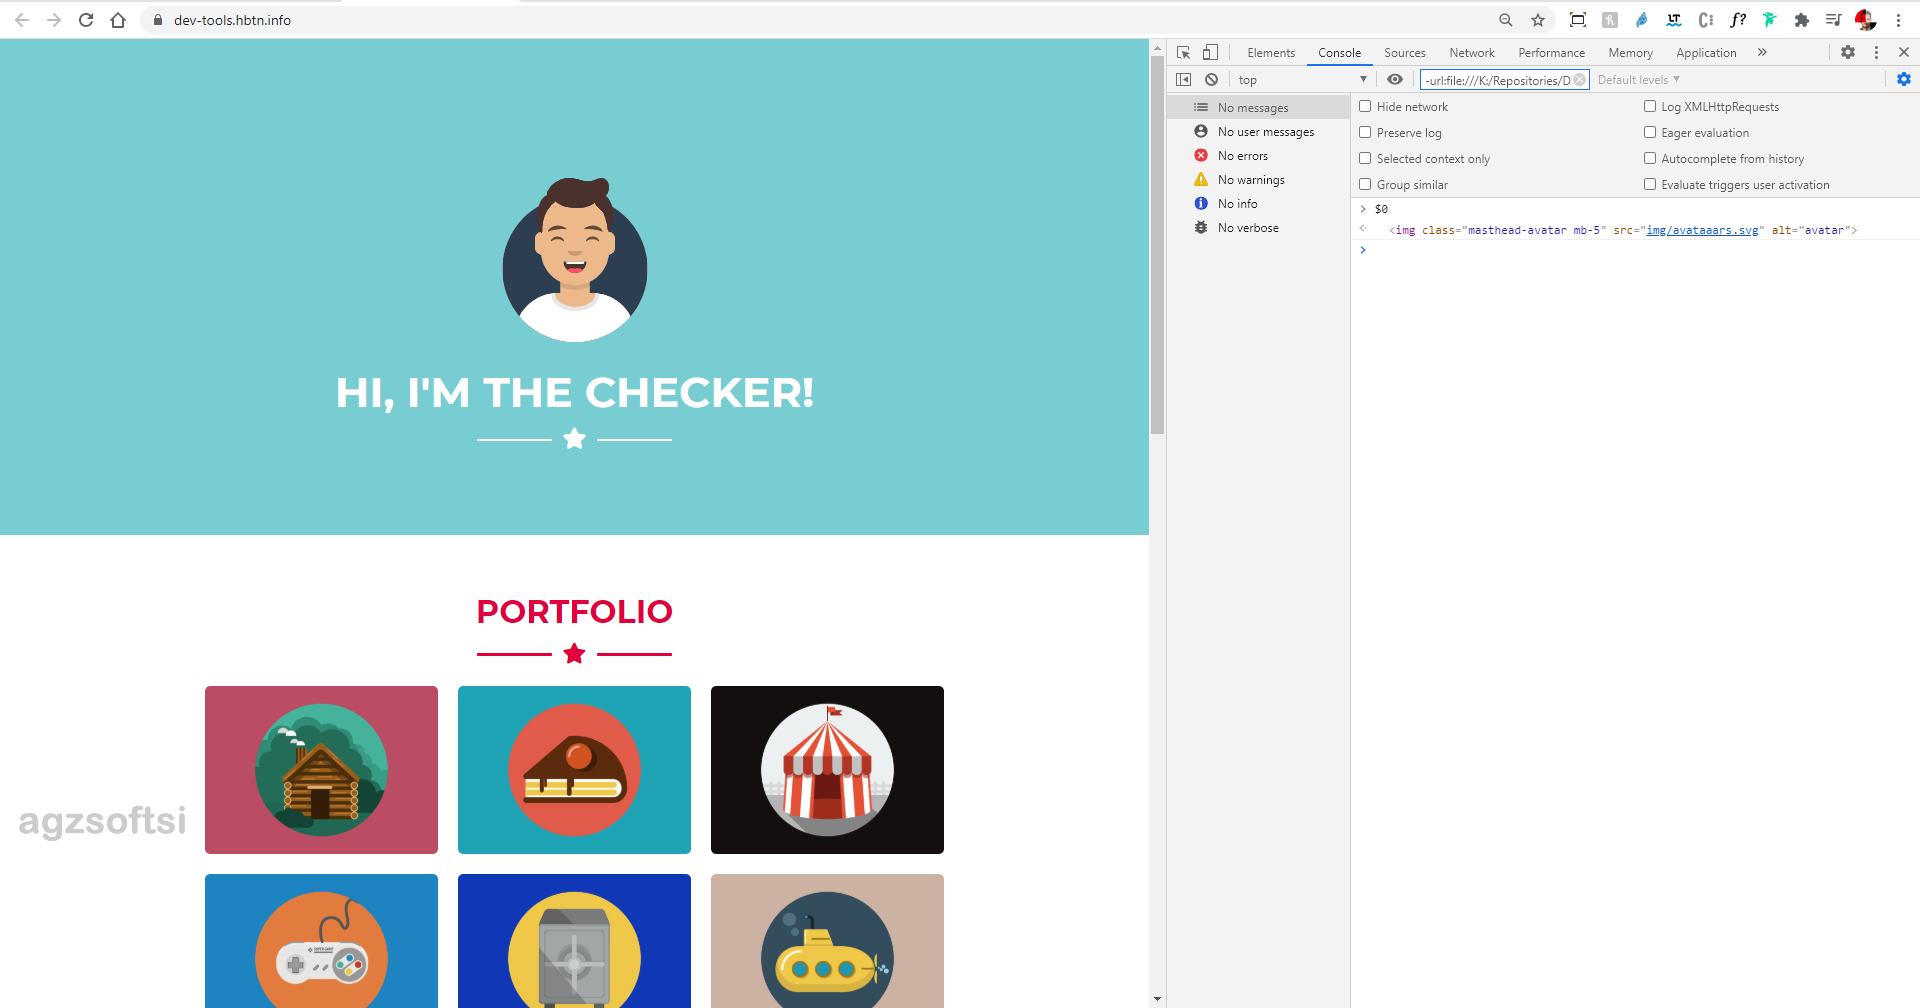 dev-tools.hbtn.info
LT
f?
HI, I'M THE CHECKER!
PORTFOLIO
agzsoftsi
Elements Console Sources Network Performance Memory Application
top -url:file:///K:/Repositories/D Default levels
No messages
No user messages
No errors
No warnings
No info
No verbose
Hide network Log XMLHttpRequests
Preserve log Eager evaluation
Selected context only Autocomplete from history
Group similar Evaluate triggers user activation
> $0
<img class="masthead-avatar mb-5" src="img/avataaars.svg" alt="avatar">
>